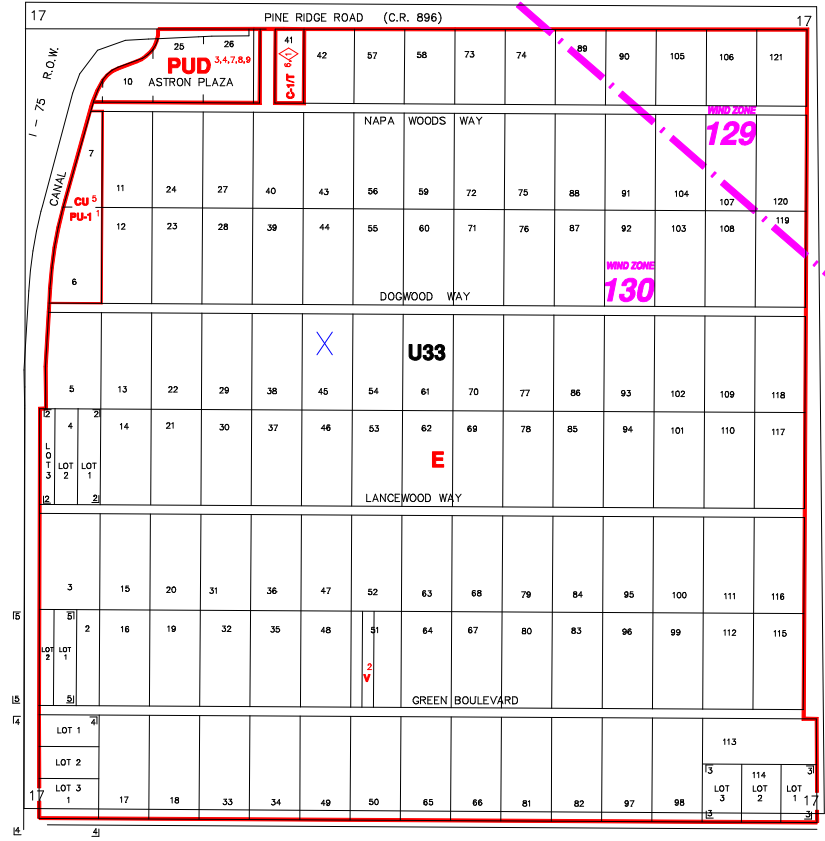 17 PINE RIDGE ROAD (C.R. 896) 17
I - 75 R.O.W.
CANAL
25 26
PUD 3,4,7,8,9
10 ASTRON PLAZA
41
C-1/T
42 57 58 73 74 89 90 105 106 121
NAPA WOODS WAY
WIND ZONE
129
7
11 24 27 40 43 56 59 72 75 88 91 104 107 120
CU 5
PU-1 1
12 23 28 39 44 55 60 71 76 87 92 103 108 119
WIND ZONE
130
6
DOGWOOD WAY
X U33
5 13 22 29 38 45 54 61 70 77 86 93 102 109 118
2 2
4 14 21 30 37 46 53 62 69 78 85 94 101 110 117
E
LOT 3
LOT 2
LOT 1
2 2
LANCEWOOD WAY
3 15 20 31 36 47 52 63 68 79 84 95 100 111 116
5 5
2 16 19 32 35 48 51 64 67 80 83 96 99 112 115
LOT 2
LOT 1
2
V
5 5
GREEN BOULEVARD
4 4
LOT 1
LOT 2
LOT 3
113
3 114 3
LOT 3
LOT 2
LOT 1
17 1 17 18 33 34 49 50 65 66 81 82 97 98 17
3 3
4 4